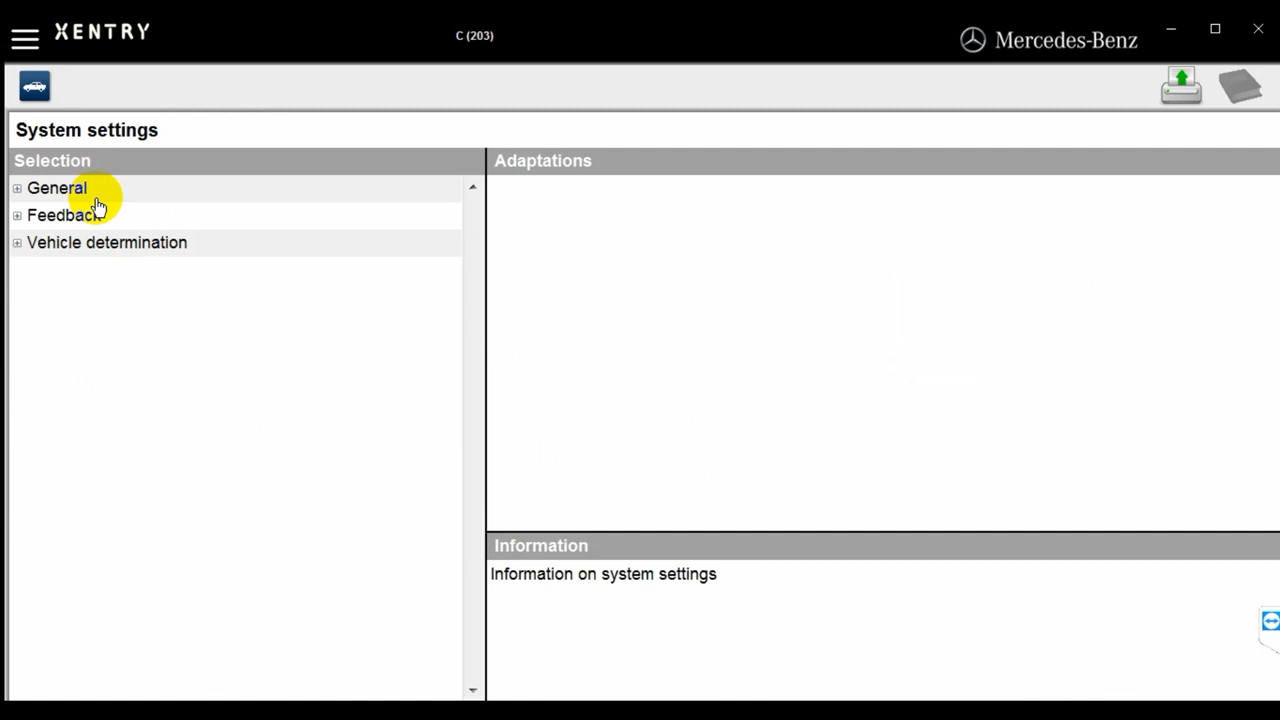 XENTRY
C (203)
Mercedes-Benz
System settings
Selection
Adaptations
General
Feedback
Vehicle determination
Information
Information on system settings